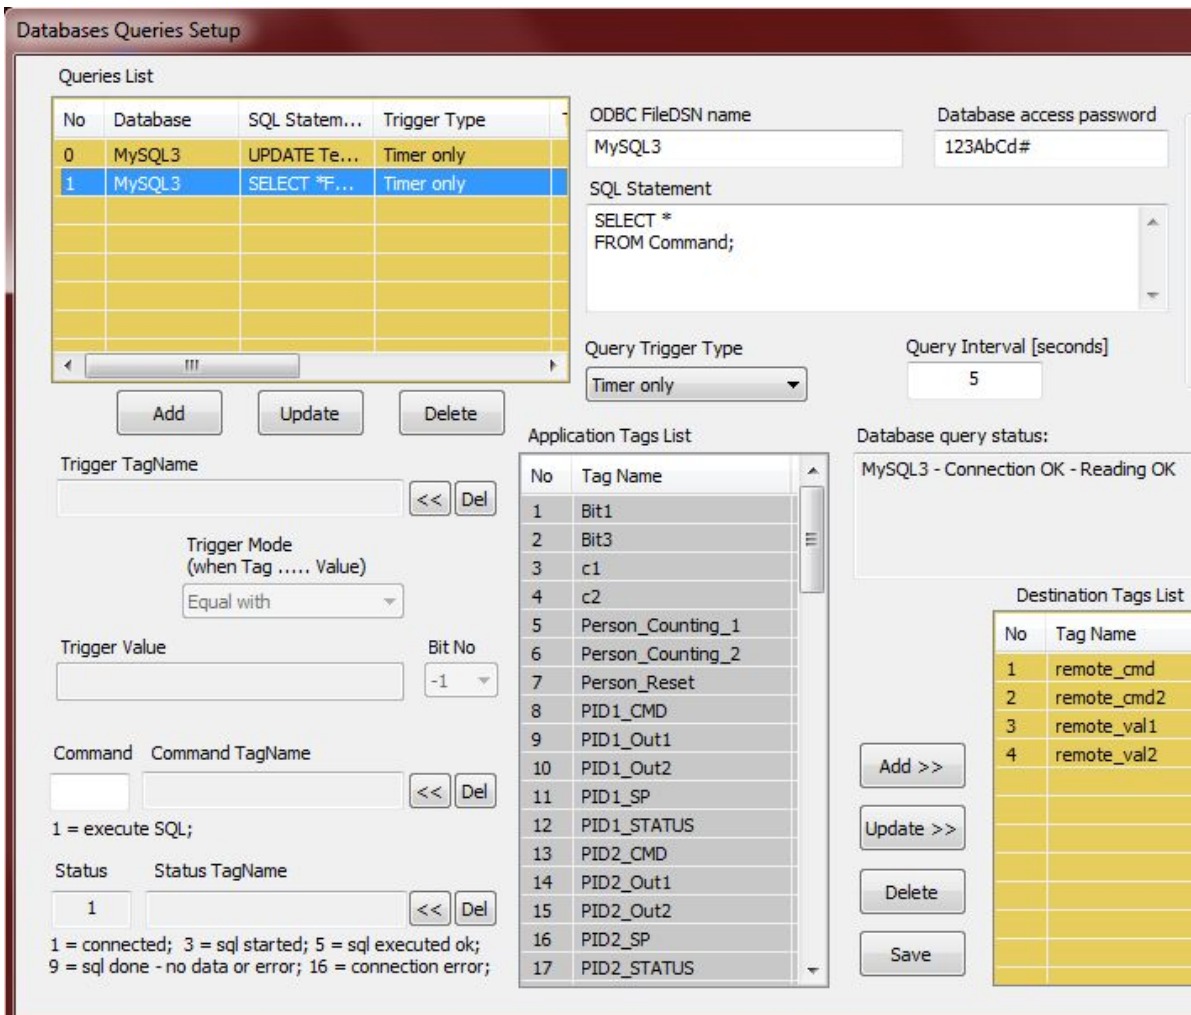 Databases Queries Setup
Queries List
No Database SQL Statem... Trigger Type
0 MySQL3 UPDATE Te... Timer only
1 MySQL3 SELECT *F... Timer only
Add Update Delete
ODBC FileDSN name Database access password
MySQL3 123AbCd#
SQL Statement
SELECT *
FROM Command;
Query Trigger Type Query Interval [seconds]
Timer only 5
Trigger TagName
<< Del
Trigger Mode
(when Tag ..... Value)
Equal with
Trigger Value Bit No
-1
Command Command TagName
<< Del
1 = execute SQL;
Status Status TagName
1 << Del
1 = connected; 3 = sql started; 5 = sql executed ok;
9 = sql done - no data or error; 16 = connection error;
Application Tags List
No Tag Name
1 Bit1
2 Bit3
3 c1
4 c2
5 Person_Counting_1
6 Person_Counting_2
7 Person_Reset
8 PID1_CMD
9 PID1_Out1
10 PID1_Out2
11 PID1_SP
12 PID1_STATUS
13 PID2_CMD
14 PID2_Out1
15 PID2_Out2
16 PID2_SP
17 PID2_STATUS
Database query status:
MySQL3 - Connection OK - Reading OK
Add >>
Update >>
Delete
Save
Destination Tags List
No Tag Name
1 remote_cmd
2 remote_cmd2
3 remote_val1
4 remote_val2